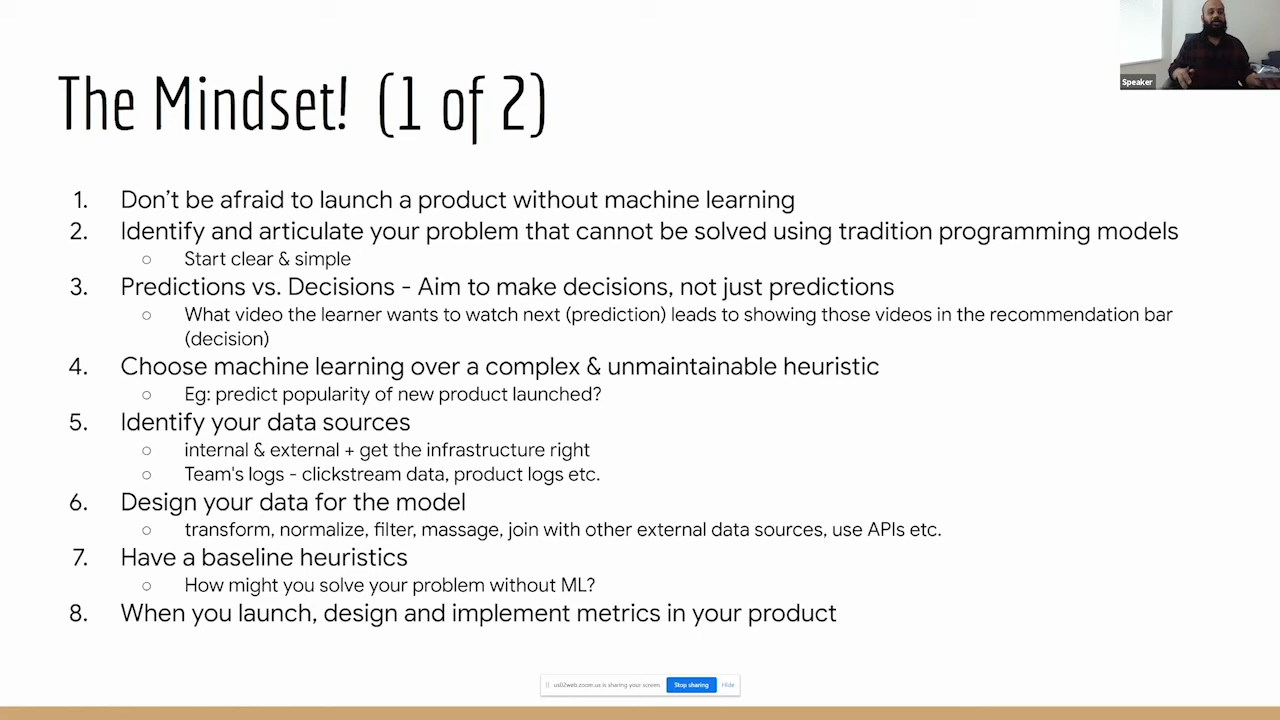 The Mindset! (1 of 2)
Speaker
1. Don't be afraid to launch a product without machine learning
2. Identify and articulate your problem that cannot be solved using tradition programming models
○ Start clear & simple
3. Predictions vs. Decisions - Aim to make decisions, not just predictions
○ What video the learner wants to watch next (prediction) leads to showing those videos in the recommendation bar
(decision)
4. Choose machine learning over a complex & unmaintainable heuristic
○ Eg: predict popularity of new product launched?
5. Identify your data sources
○ internal & external + get the infrastructure right
○ Team's logs - clickstream data, product logs etc.
6. Design your data for the model
○ transform, normalize, filter, massage, join with other external data sources, use APIs etc.
7. Have a baseline heuristics
○ How might you solve your problem without ML?
8. When you launch, design and implement metrics in your product
us02web.zoom.us is sharing your screen. Stop sharing Hide